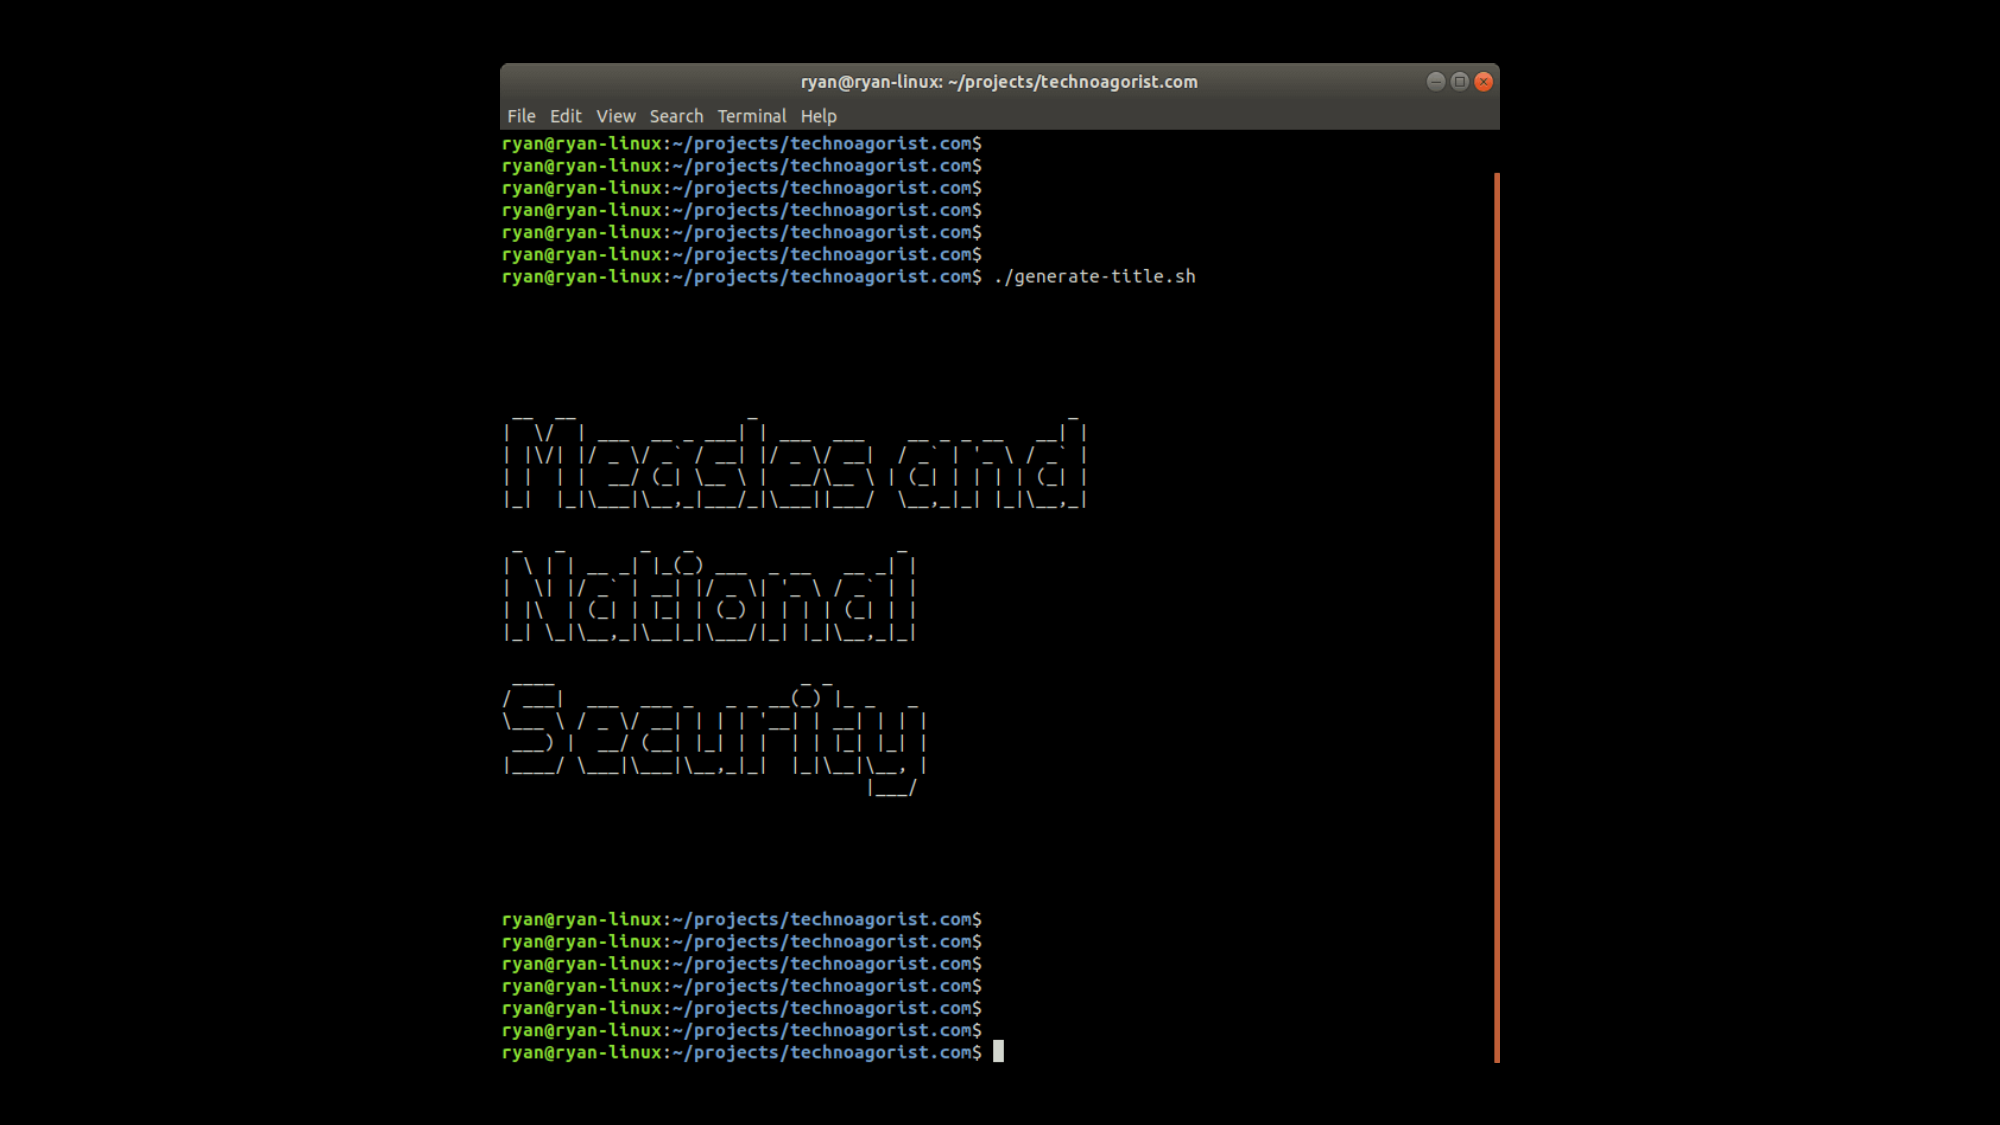 ryan@ryan-linux: ~/projects/technoagorist.com
File Edit View Search Terminal Help
ryan@ryan-linux:~/projects/technoagorist.com$
ryan@ryan-linux:~/projects/technoagorist.com$
ryan@ryan-linux:~/projects/technoagorist.com$
ryan@ryan-linux:~/projects/technoagorist.com$
ryan@ryan-linux:~/projects/technoagorist.com$
ryan@ryan-linux:~/projects/technoagorist.com$
ryan@ryan-linux:~/projects/technoagorist.com$ ./generate-title.sh
Measles and
National
Security
ryan@ryan-linux:~/projects/technoagorist.com$
ryan@ryan-linux:~/projects/technoagorist.com$
ryan@ryan-linux:~/projects/technoagorist.com$
ryan@ryan-linux:~/projects/technoagorist.com$
ryan@ryan-linux:~/projects/technoagorist.com$
ryan@ryan-linux:~/projects/technoagorist.com$
ryan@ryan-linux:~/projects/technoagorist.com$